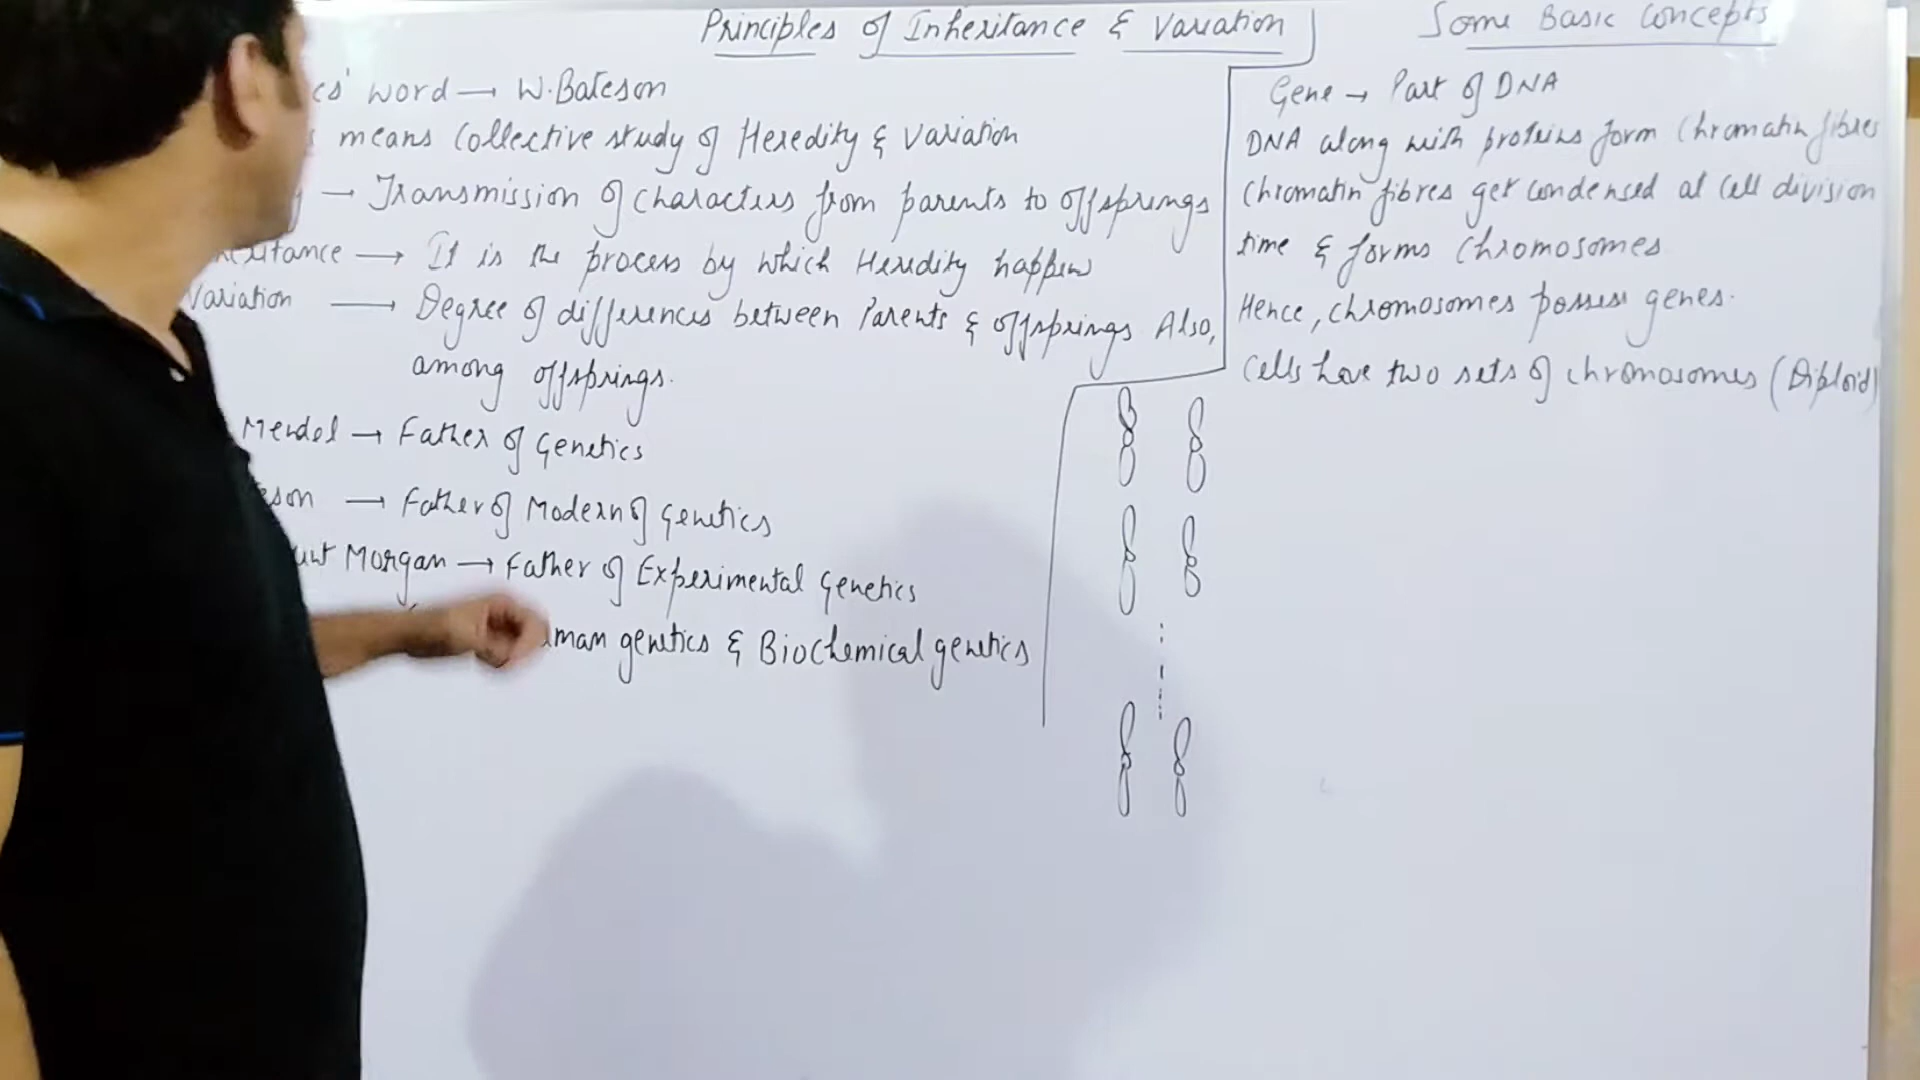 Principles of Inheritance & Variation
word → W.Bateson
means Collective study of Heredity & Variation
→ Transmission of characters from parents to offsprings
→ It is the process by which Heredity happen
Variation → Degree of differences between Parents & offsprings Also,
among offsprings.
Mendel → Father of Genetics
→ Father of Modern of Genetics
Morgan → Father of Experimental Genetics
genetics & Biochemical genetics
Some Basic Concepts
Gene → Part of DNA
DNA along with proteins form Chromatin fibres
Chromatin fibres get condensed at Cell division
time & forms Chromosomes
Hence, chromosomes possess genes.
Cells have two sets of chromosomes (Diploid)